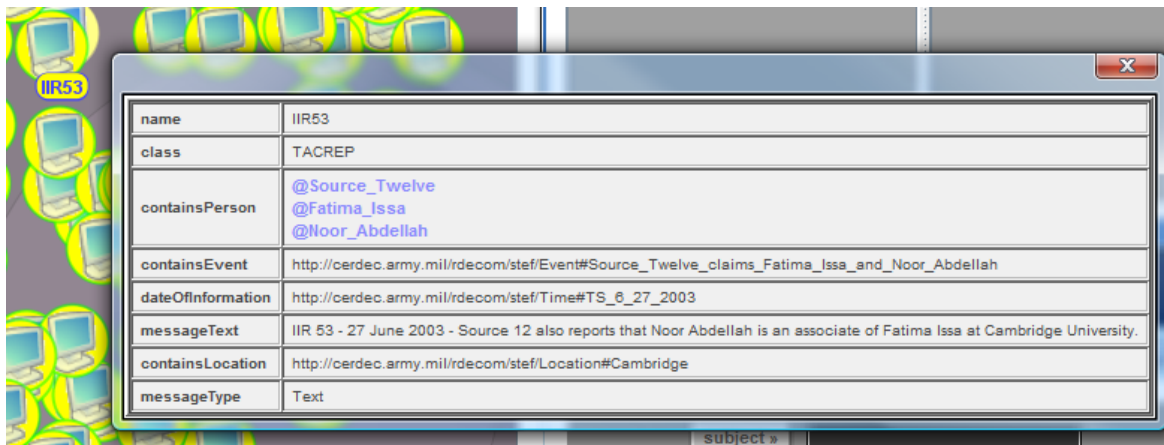 IIR53
X
name IIR53
class TACREP
containsPerson @Source_Twelve
@Fatima_Issa
@Noor_Abdellah
containsEvent http://cerdec.army.mil/rdecom/stef/Event#Source_Twelve_claims_Fatima_Issa_and_Noor_Abdellah
dateOfInformation http://cerdec.army.mil/rdecom/stef/Time#TS_6_27_2003
messageText IIR 53 - 27 June 2003 - Source 12 also reports that Noor Abdellah is an associate of Fatima Issa at Cambridge University.
containsLocation http://cerdec.army.mil/rdecom/stef/Location#Cambridge
messageType Text
subject »